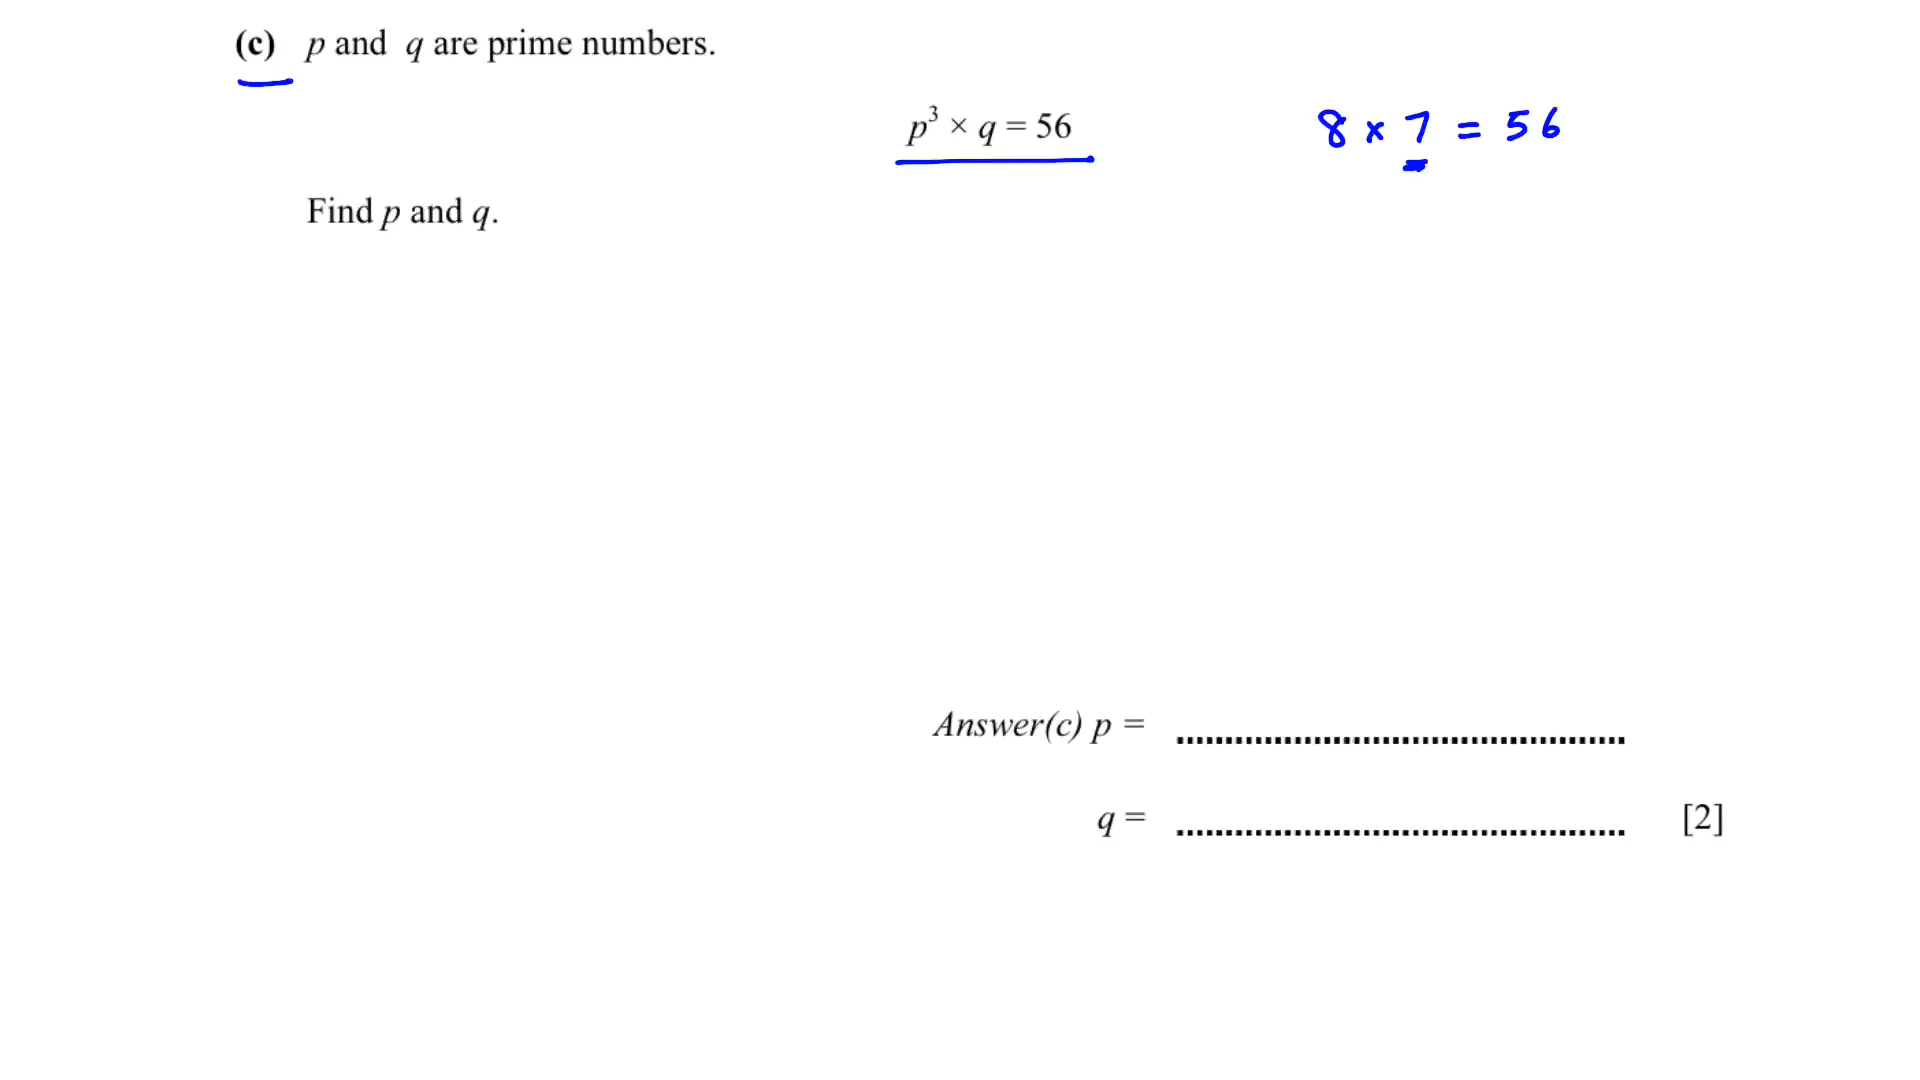 (c) p and q are prime numbers.
p³ × q = 56
8 × 7 = 56
Find p and q.
Answer(c) p = ..............................................
q = .............................................. [2]